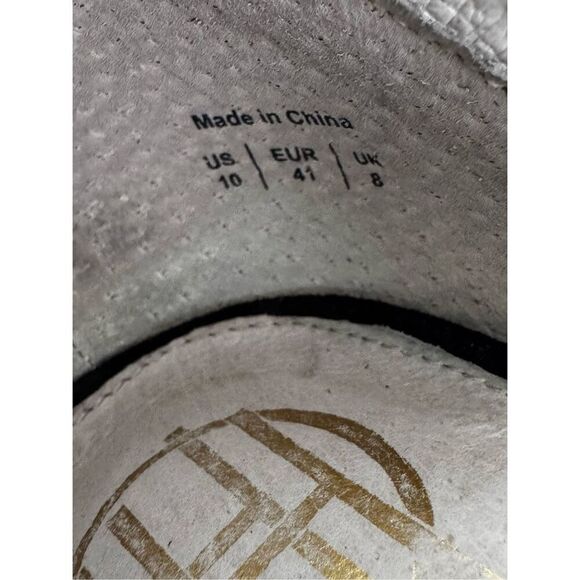 Made in China
US | EUR | UK
10 | 41 | 8